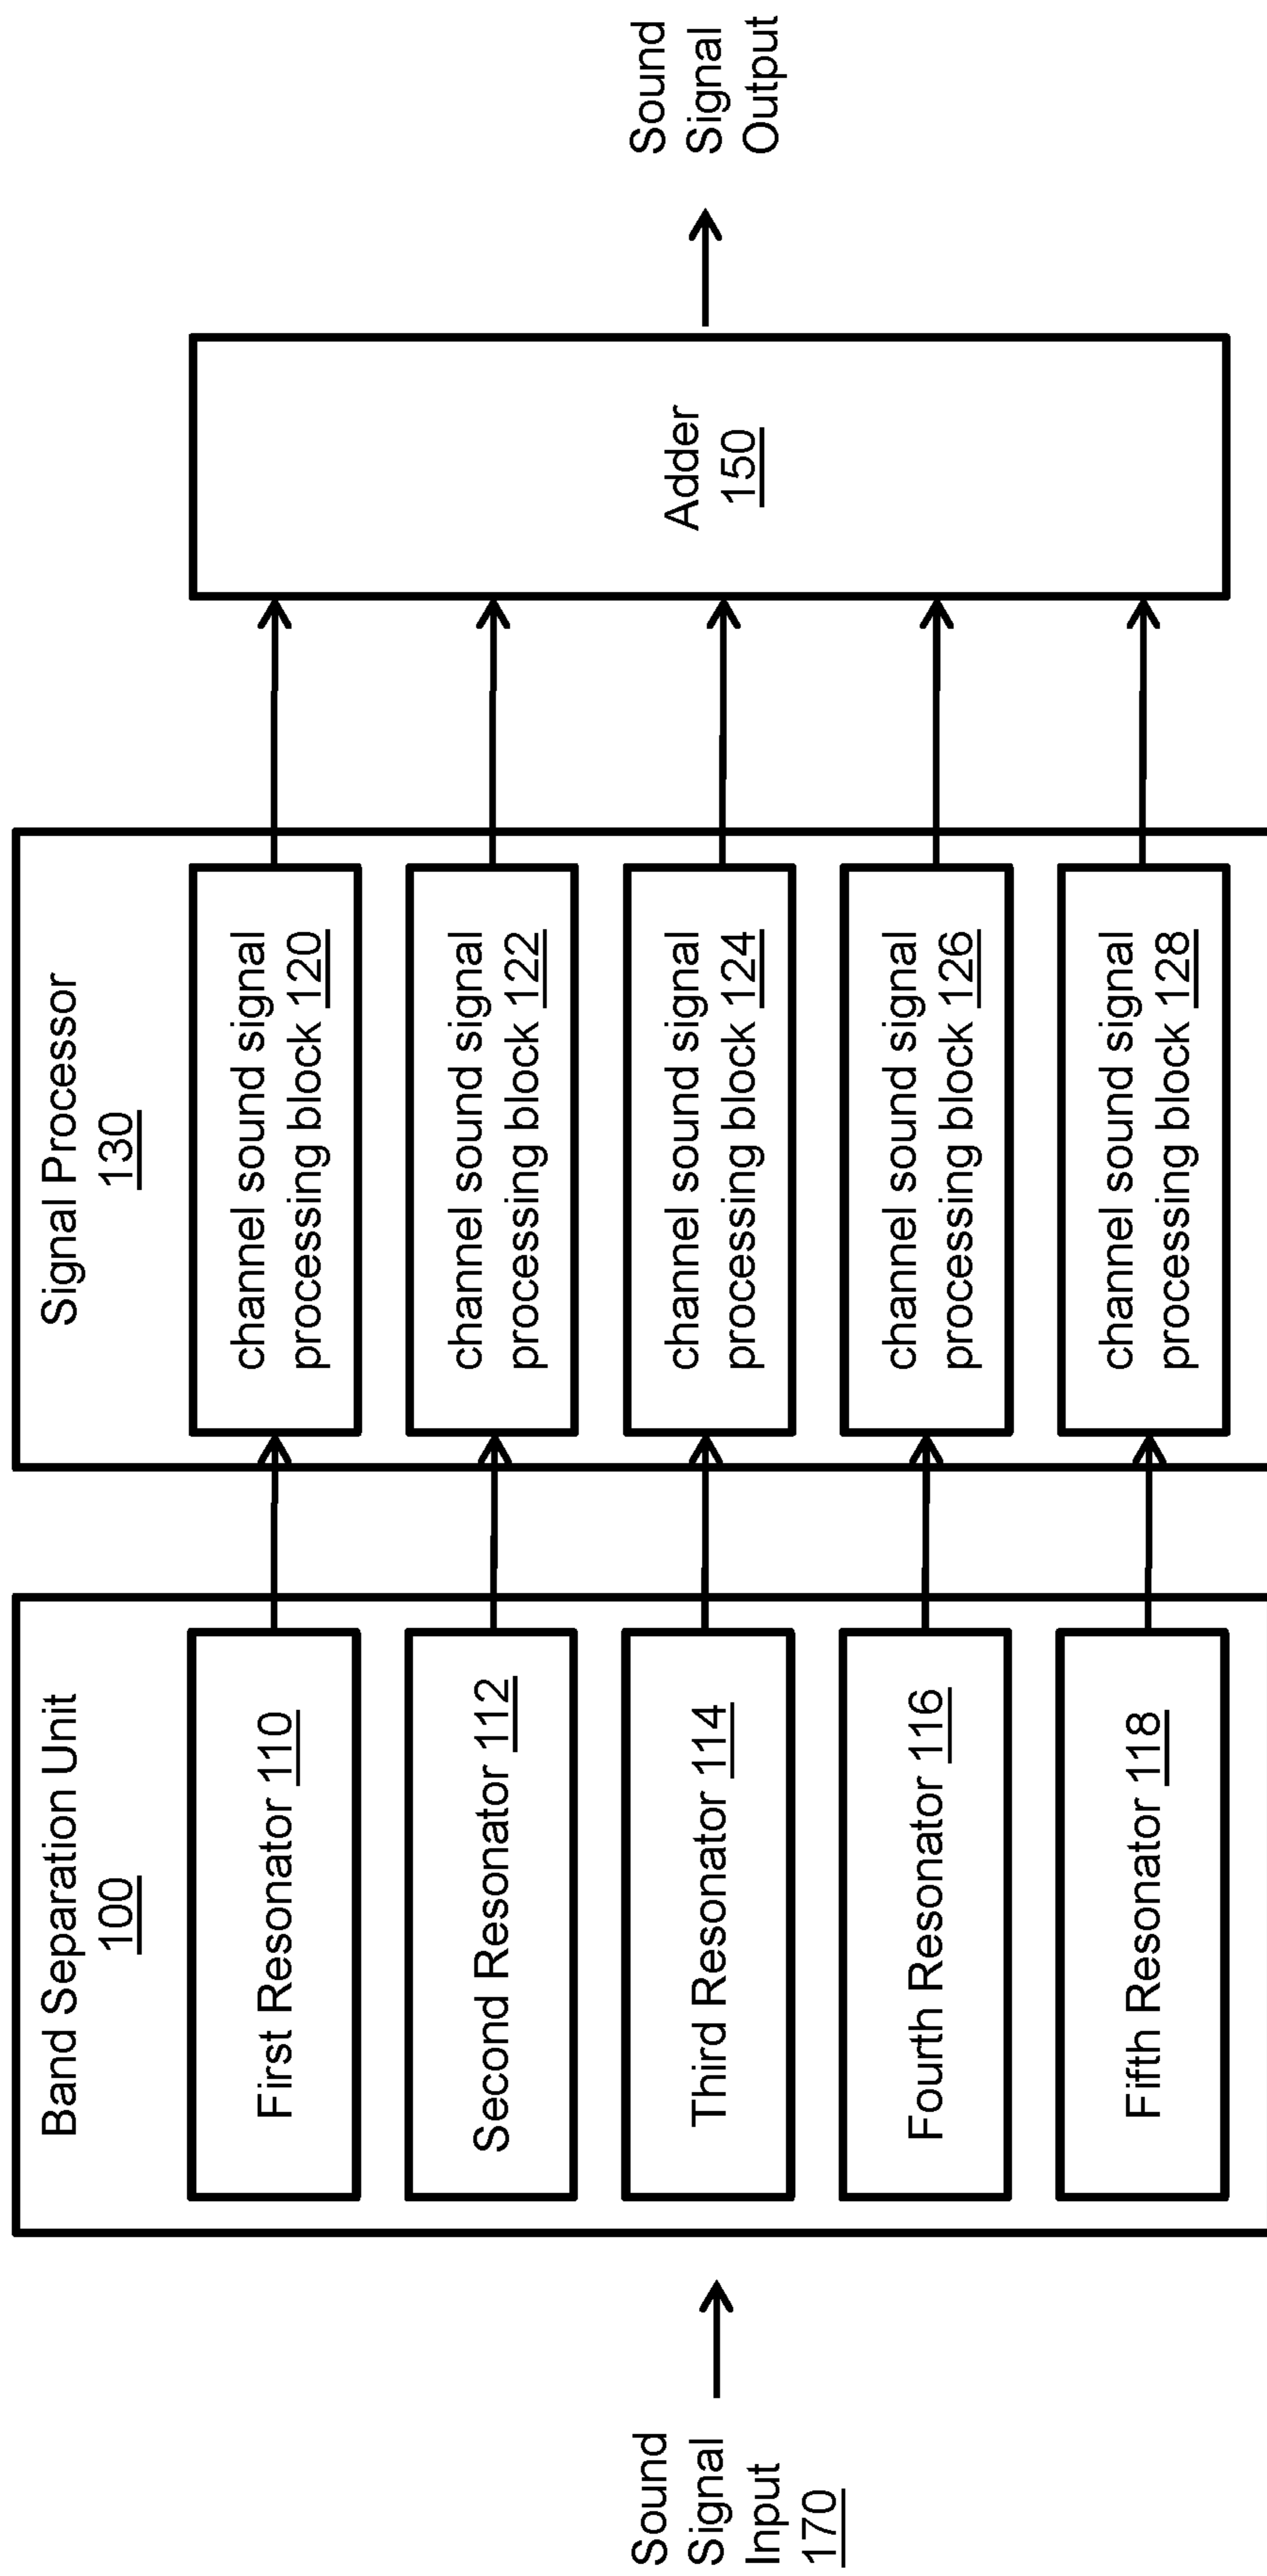 Sound
Signal
Input
170
Band Separation Unit
100
First Resonator 110
Second Resonator 112
Third Resonator 114
Fourth Resonator 116
Fifth Resonator 118
Signal Processor
130
channel sound signal
processing block 120
channel sound signal
processing block 122
channel sound signal
processing block 124
channel sound signal
processing block 126
channel sound signal
processing block 128
Adder
150
Sound
Signal
Output